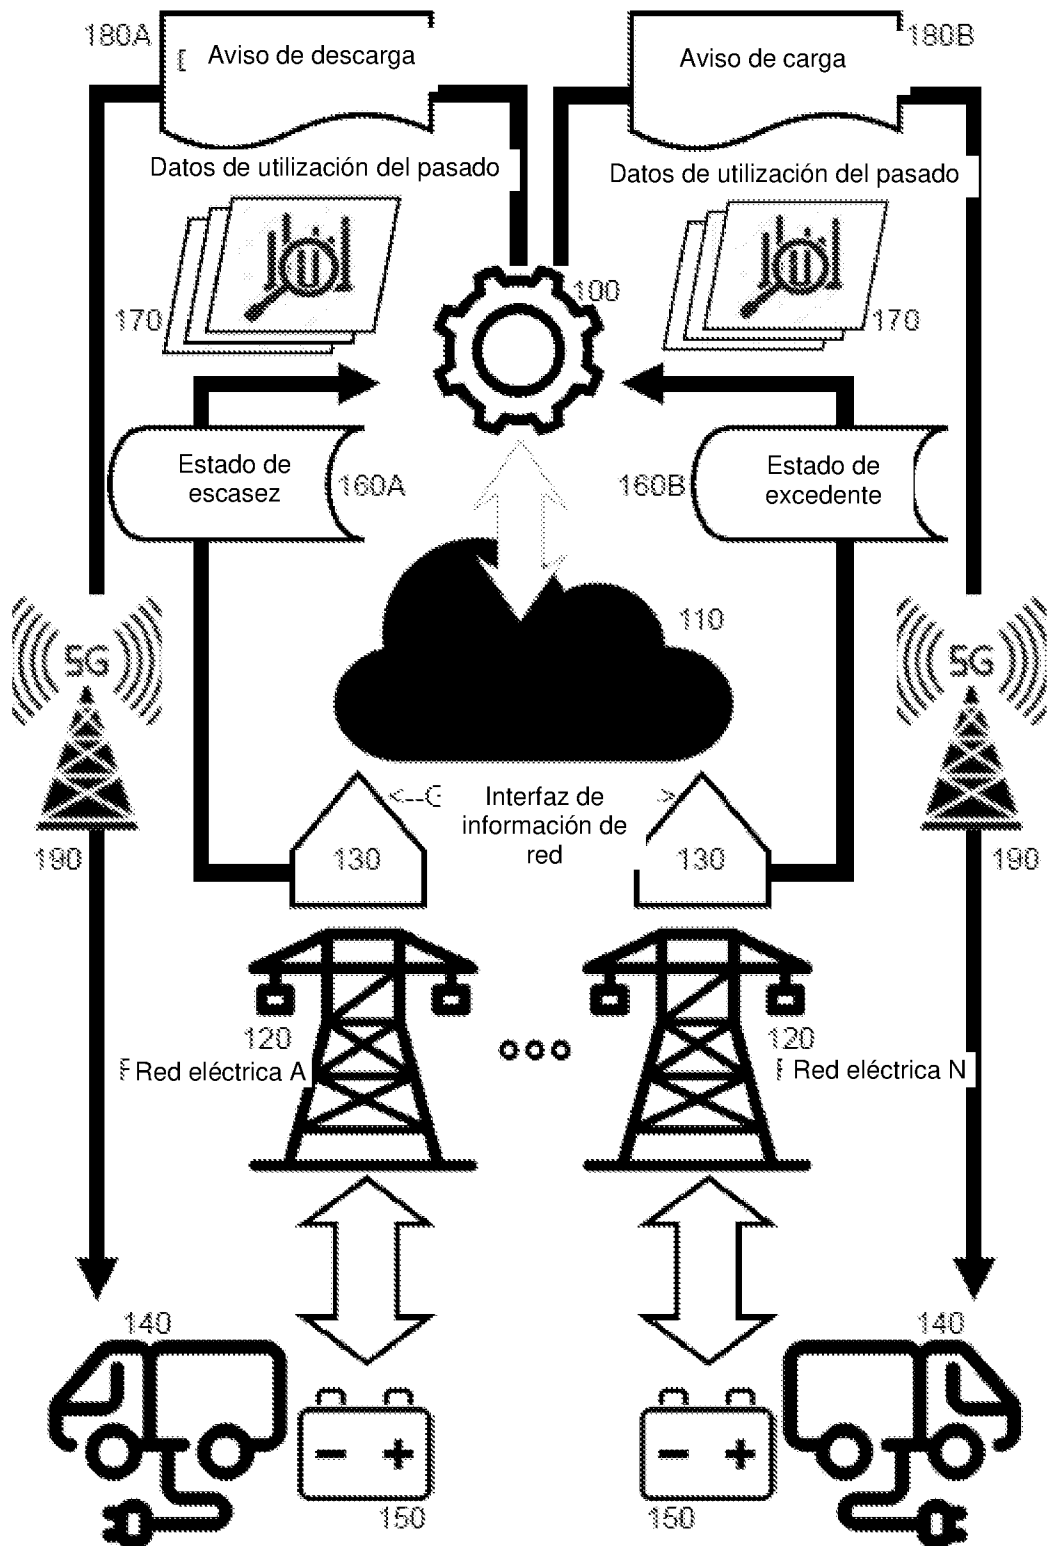 180A
Aviso de descarga
Aviso de carga
180B
Datos de utilización del pasado
Datos de utilización del pasado
100
170
170
Estado de
escasez
160A
160B
Estado de
excedente
5G
110
5G
Interfaz de
información de
red
190
130
130
190
120
120
Red eléctrica A
Red eléctrica N
140
140
150
150